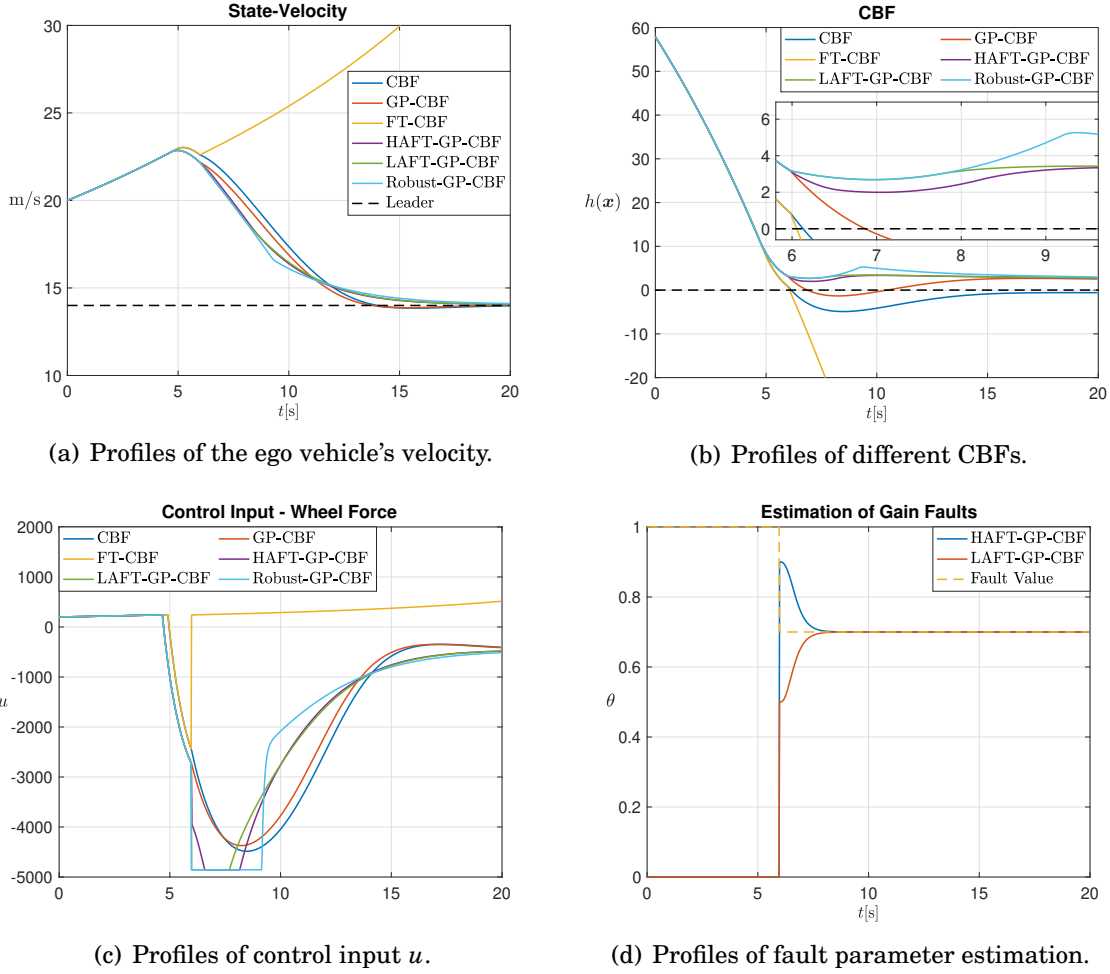 State-Velocity
30
25
20
15
10
m/s
0
5
10
15
20
t[s]
CBF
GP-CBF
FT-CBF
HAFT-GP-CBF
LAFT-GP-CBF
Robust-GP-CBF
Leader
(a) Profiles of the ego vehicle's velocity.
CBF
60
50
40
30
20
10
0
-10
-20
h(x)
0
5
10
15
20
t[s]
CBF
GP-CBF
FT-CBF
HAFT-GP-CBF
LAFT-GP-CBF
Robust-GP-CBF
6
4
2
0
6
7
8
9
(b) Profiles of different CBFs.
Control Input - Wheel Force
2000
1000
0
-1000
-2000
-3000
-4000
-5000
u
0
5
10
15
20
CBF
GP-CBF
FT-CBF
HAFT-GP-CBF
LAFT-GP-CBF
Robust-GP-CBF
(c) Profiles of control input u.
Estimation of Gain Faults
1
0.8
0.6
0.4
0.2
0
θ
0
5
10
15
20
t[s]
HAFT-GP-CBF
LAFT-GP-CBF
Fault Value
(d) Profiles of fault parameter estimation.